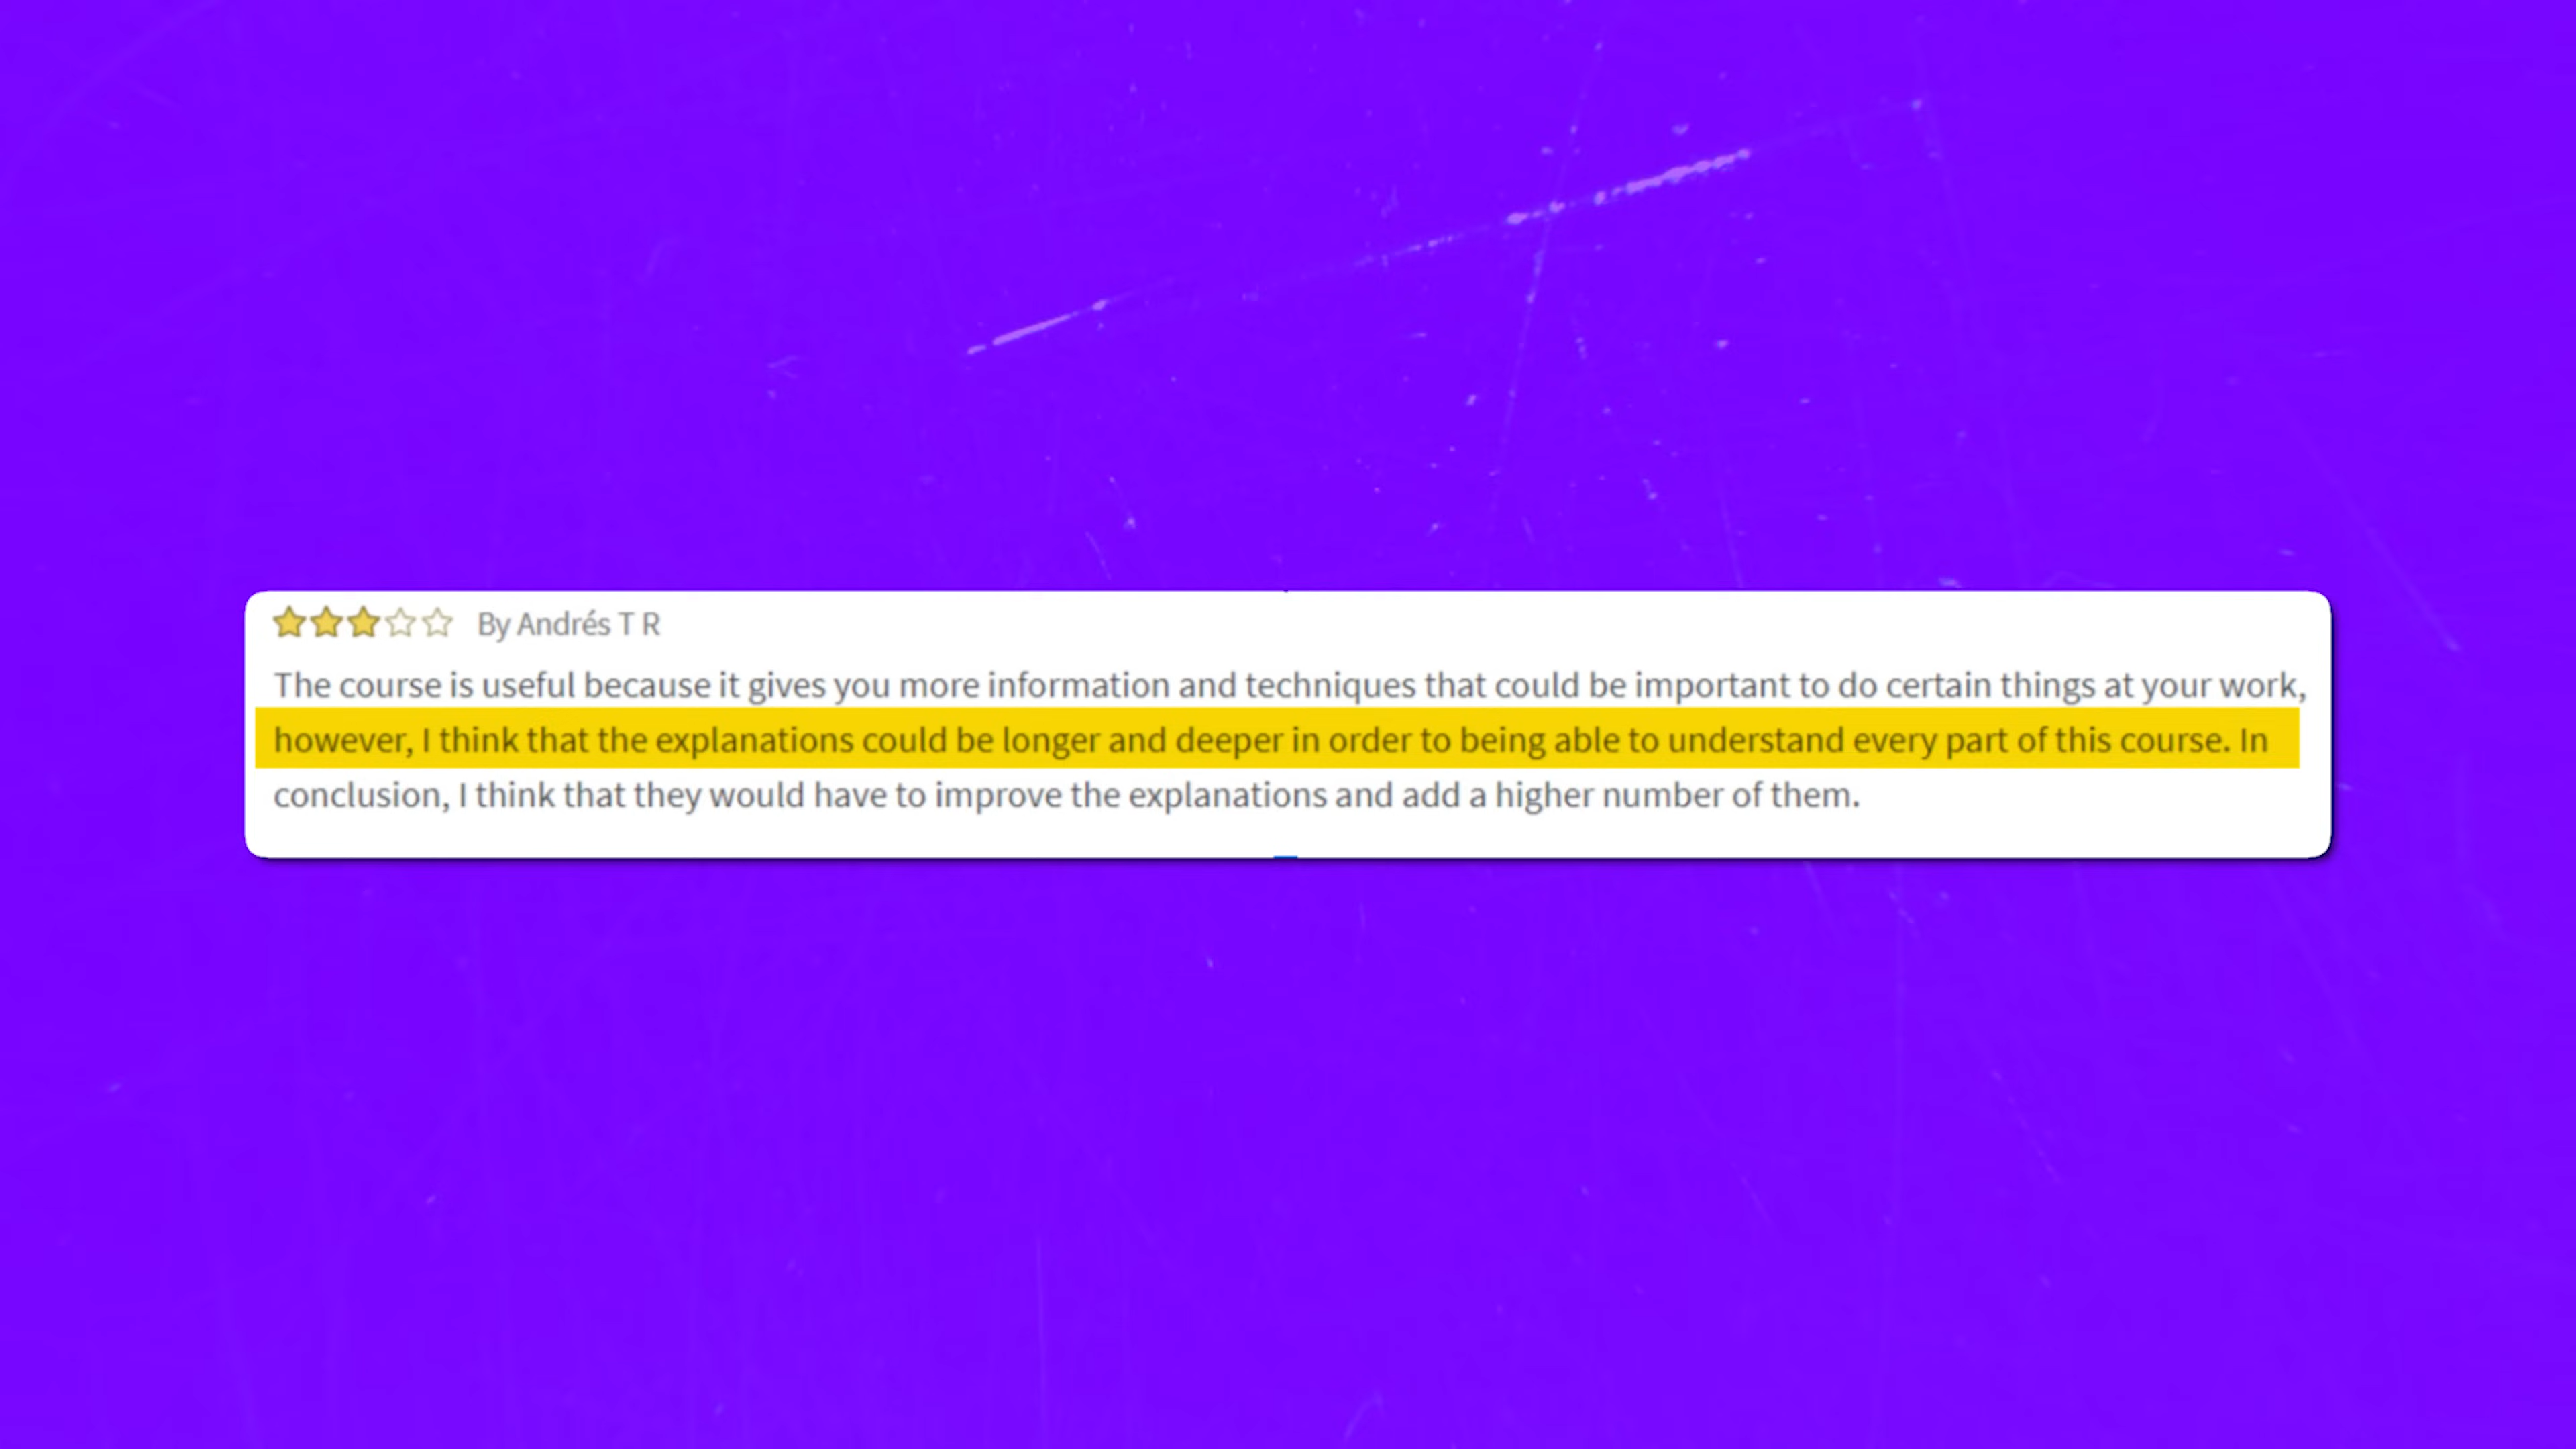 By Andrés T R
The course is useful because it gives you more information and techniques that could be important to do certain things at your work,
however, I think that the explanations could be longer and deeper in order to being able to understand every part of this course. In
conclusion, I think that they would have to improve the explanations and add a higher number of them.